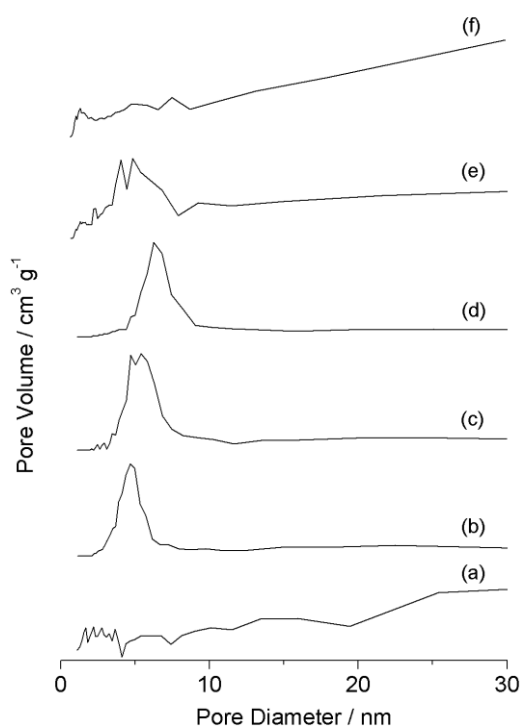 (f)
(e)
(d)
(c)
(b)
(a)
Pore Volume / cm³ g⁻¹
0 10 20 30
Pore Diameter / nm